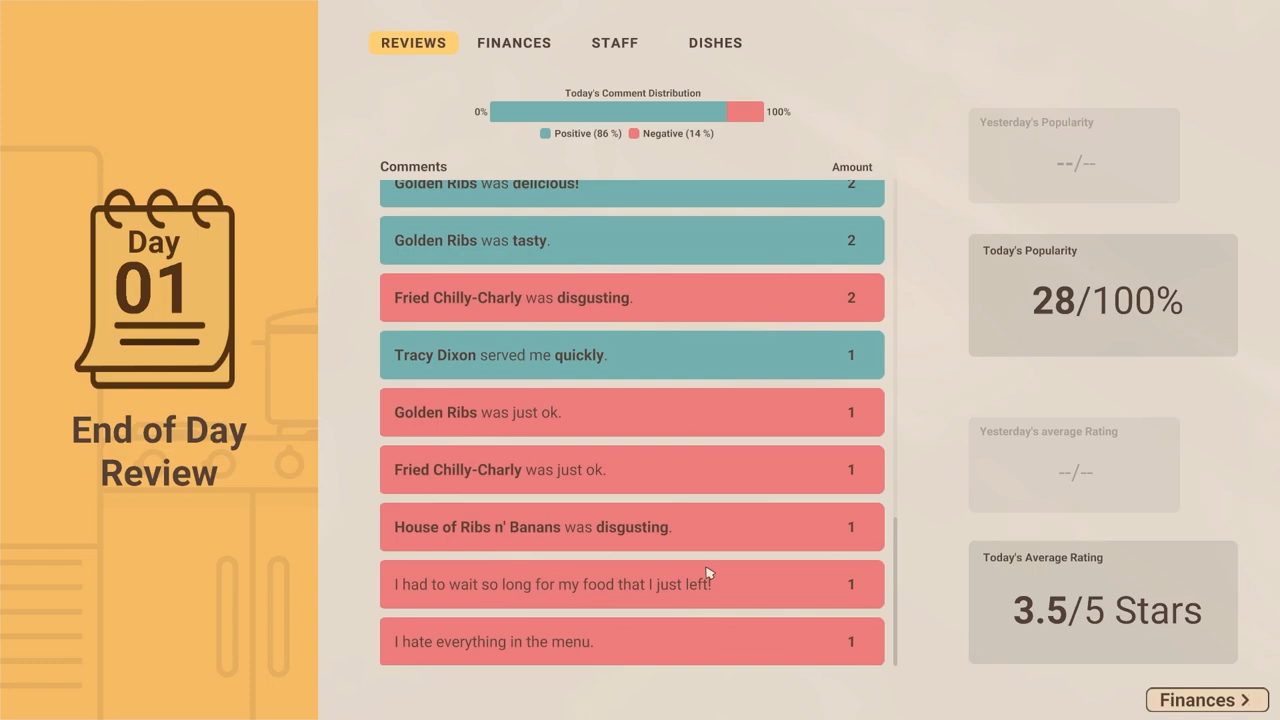 REVIEWS FINANCES STAFF DISHES
Today's Comment Distribution
0% 100%
Positive (86 %) Negative (14 %)
Comments Amount
Golden Ribs was delicious! 2
Golden Ribs was tasty. 2
Fried Chilly-Charly was disgusting. 2
Tracy Dixon served me quickly. 1
Golden Ribs was just ok. 1
Fried Chilly-Charly was just ok. 1
House of Ribs n' Banans was disgusting. 1
I had to wait so long for my food that I just left! 1
I hate everything in the menu. 1
Day
01
End of Day
Review
Yesterday's Popularity
--/--
Today's Popularity
28/100%
Yesterday's average Rating
--/--
Today's Average Rating
3.5/5 Stars
Finances >